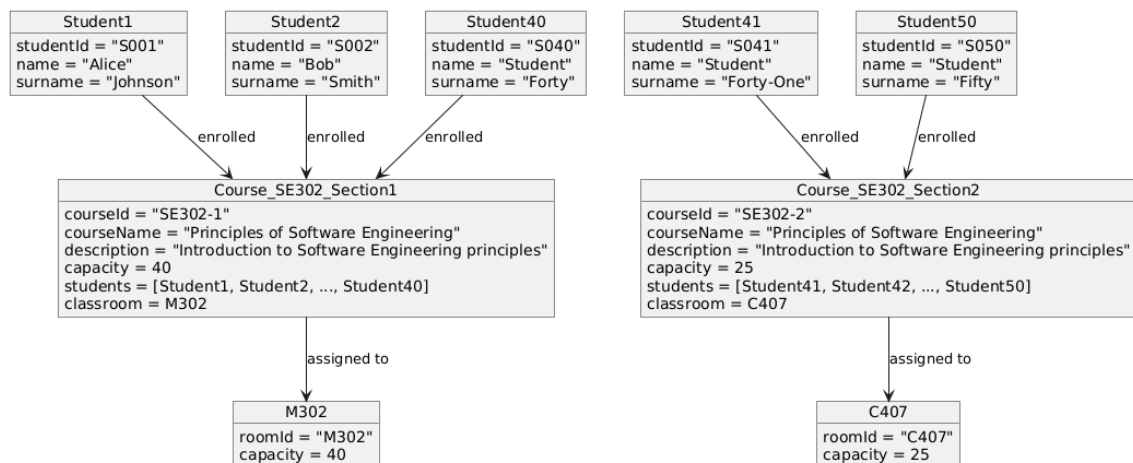 Student1
studentId = "S001"
name = "Alice"
surname = "Johnson"
Student2
studentId = "S002"
name = "Bob"
surname = "Smith"
Student40
studentId = "S040"
name = "Student"
surname = "Forty"
Student41
studentId = "S041"
name = "Student"
surname = "Forty-One"
Student50
studentId = "S050"
name = "Student"
surname = "Fifty"
enrolled
enrolled
enrolled
enrolled
enrolled
Course_SE302_Section1
courseId = "SE302-1"
courseName = "Principles of Software Engineering"
description = "Introduction to Software Engineering principles"
capacity = 40
students = [Student1, Student2, ..., Student40]
classroom = M302
Course_SE302_Section2
courseId = "SE302-2"
courseName = "Principles of Software Engineering"
description = "Introduction to Software Engineering principles"
capacity = 25
students = [Student41, Student42, ..., Student50]
classroom = C407
assigned to
assigned to
M302
roomId = "M302"
capacity = 40
C407
roomId = "C407"
capacity = 25